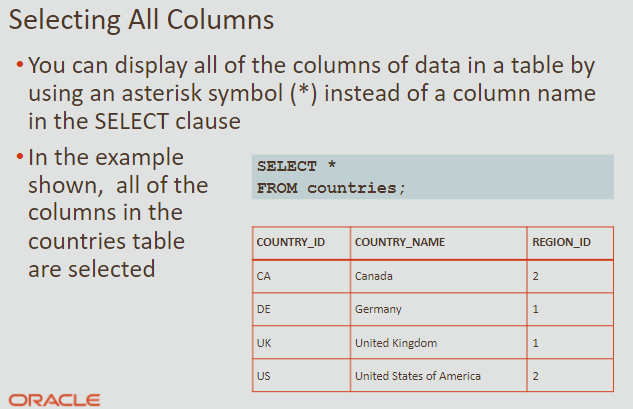 Selecting All Columns
• You can display all of the columns of data in a table by
using an asterisk symbol (*) instead of a column name
in the SELECT clause
• In the example
shown,  all of the
columns in the
countries table
are selected
SELECT *
FROM countries;
COUNTRY_ID COUNTRY_NAME REGION_ID
CA Canada 2
DE Germany 1
UK United Kingdom 1
US United States of America 2
ORACLE